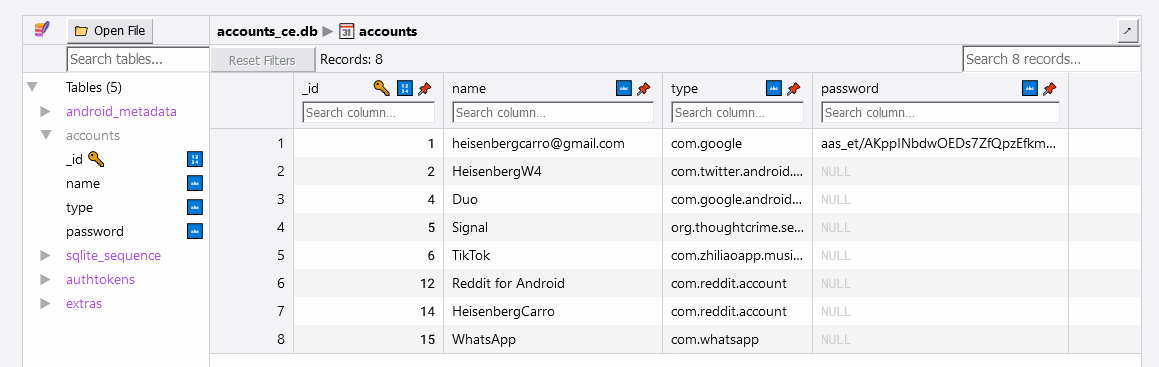 Open File
accounts_ce.db ▶ accounts
Search tables...
Reset Filters
Records: 8
Search 8 records...
Tables (5)
android_metadata
accounts
_id
name
type
password
sqlite_sequence
authtokens
extras
_id name type password
Search column... Search column... Search column... Search column...
1 1 heisenbergcarro@gmail.com com.google aas_et/AKppINbdwOEDs7ZfQpzEfkm...
2 2 HeisenbergW4 com.twitter.android.... NULL
3 4 Duo com.google.android... NULL
4 5 Signal org.thoughtcrime.se... NULL
5 6 TikTok com.zhiliaoapp.musi... NULL
6 12 Reddit for Android com.reddit.account NULL
7 14 HeisenbergCarro com.reddit.account NULL
8 15 WhatsApp com.whatsapp NULL